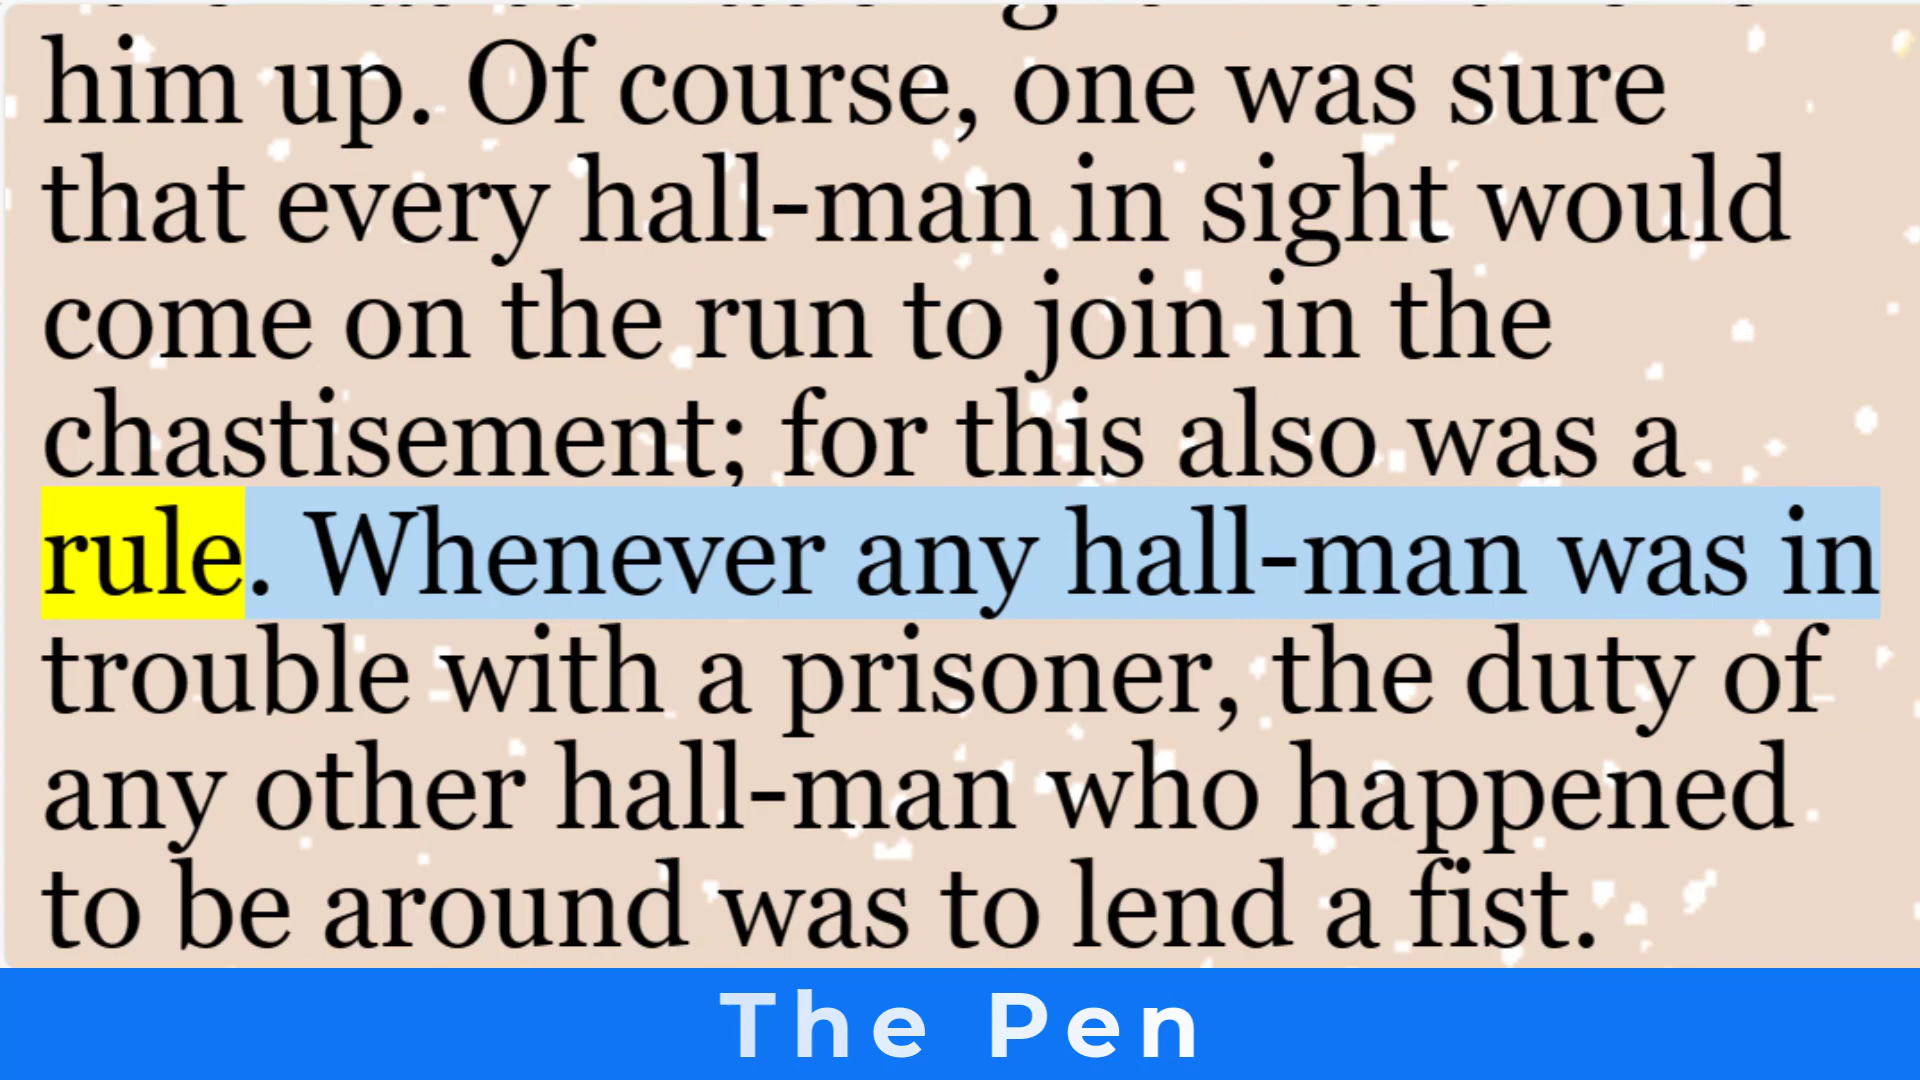 him up. Of course, one was sure
that every hall-man in sight would
come on the run to join in the
chastisement; for this also was a
rule. Whenever any hall-man was in
trouble with a prisoner, the duty of
any other hall-man who happened
to be around was to lend a fist.
The Pen